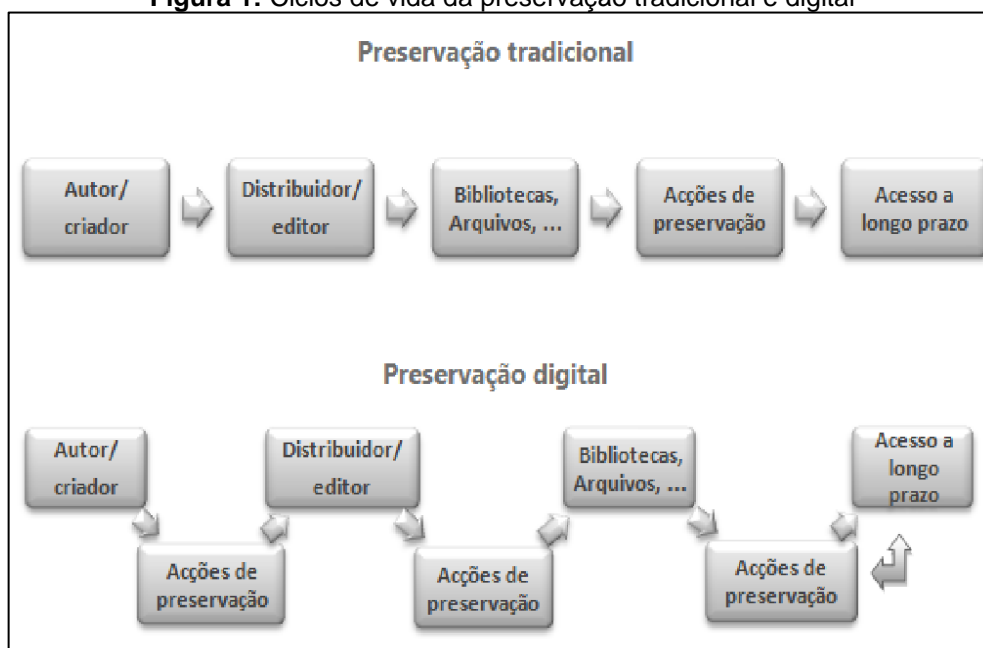 Figura 1. Ciclos de vida da preservação tradicional e digital
Preservação tradicional
Autor/
criador
Distribuidor/
editor
Bibliotecas,
Arquivos, ...
Acções de
preservação
Acesso a
longo prazo
Preservação digital
Autor/
criador
Acções de
preservação
Distribuidor/
editor
Acções de
preservação
Bibliotecas,
Arquivos, ...
Acções de
preservação
Acesso a
longo
prazo